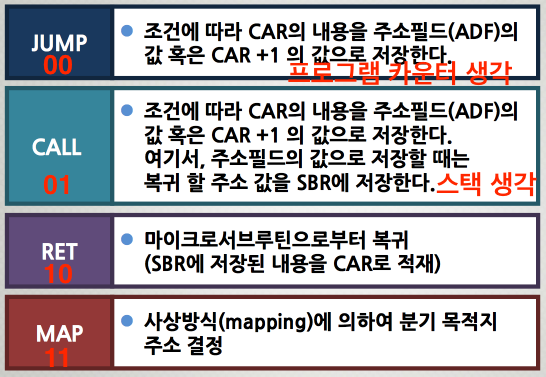 JUMP
00
조건에 따라 CAR의 내용을 주소필드(ADF)의
값 혹은 CAR +1 의 값으로 저장한다.
프로그램 카운터 생각
CALL
01
조건에 따라 CAR의 내용을 주소필드(ADF)의
값 혹은 CAR +1 의 값으로 저장한다.
여기서, 주소필드의 값으로 저장할 때는
복귀 할 주소 값을 SBR에 저장한다.스택 생각
RET
10
마이크로서브루틴으로부터 복귀
(SBR에 저장된 내용을 CAR로 적재)
MAP
11
사상방식(mapping)에 의하여 분기 목적지
주소 결정